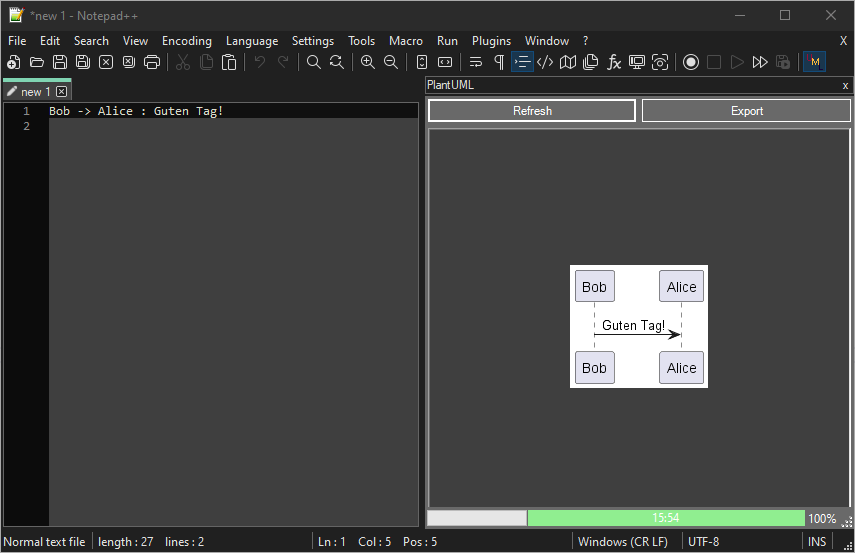 *new 1 - Notepad++
File Edit Search View Encoding Language Settings Tools Macro Run Plugins Window ? X
new 1
1 Bob -> Alice : Guten Tag!
2
PlantUML x
Refresh Export
Bob Alice
Guten Tag!
Bob Alice
15:54 100%
Normal text file length : 27 lines : 2 Ln : 1 Col : 5 Pos : 5 Windows (CR LF) UTF-8 INS